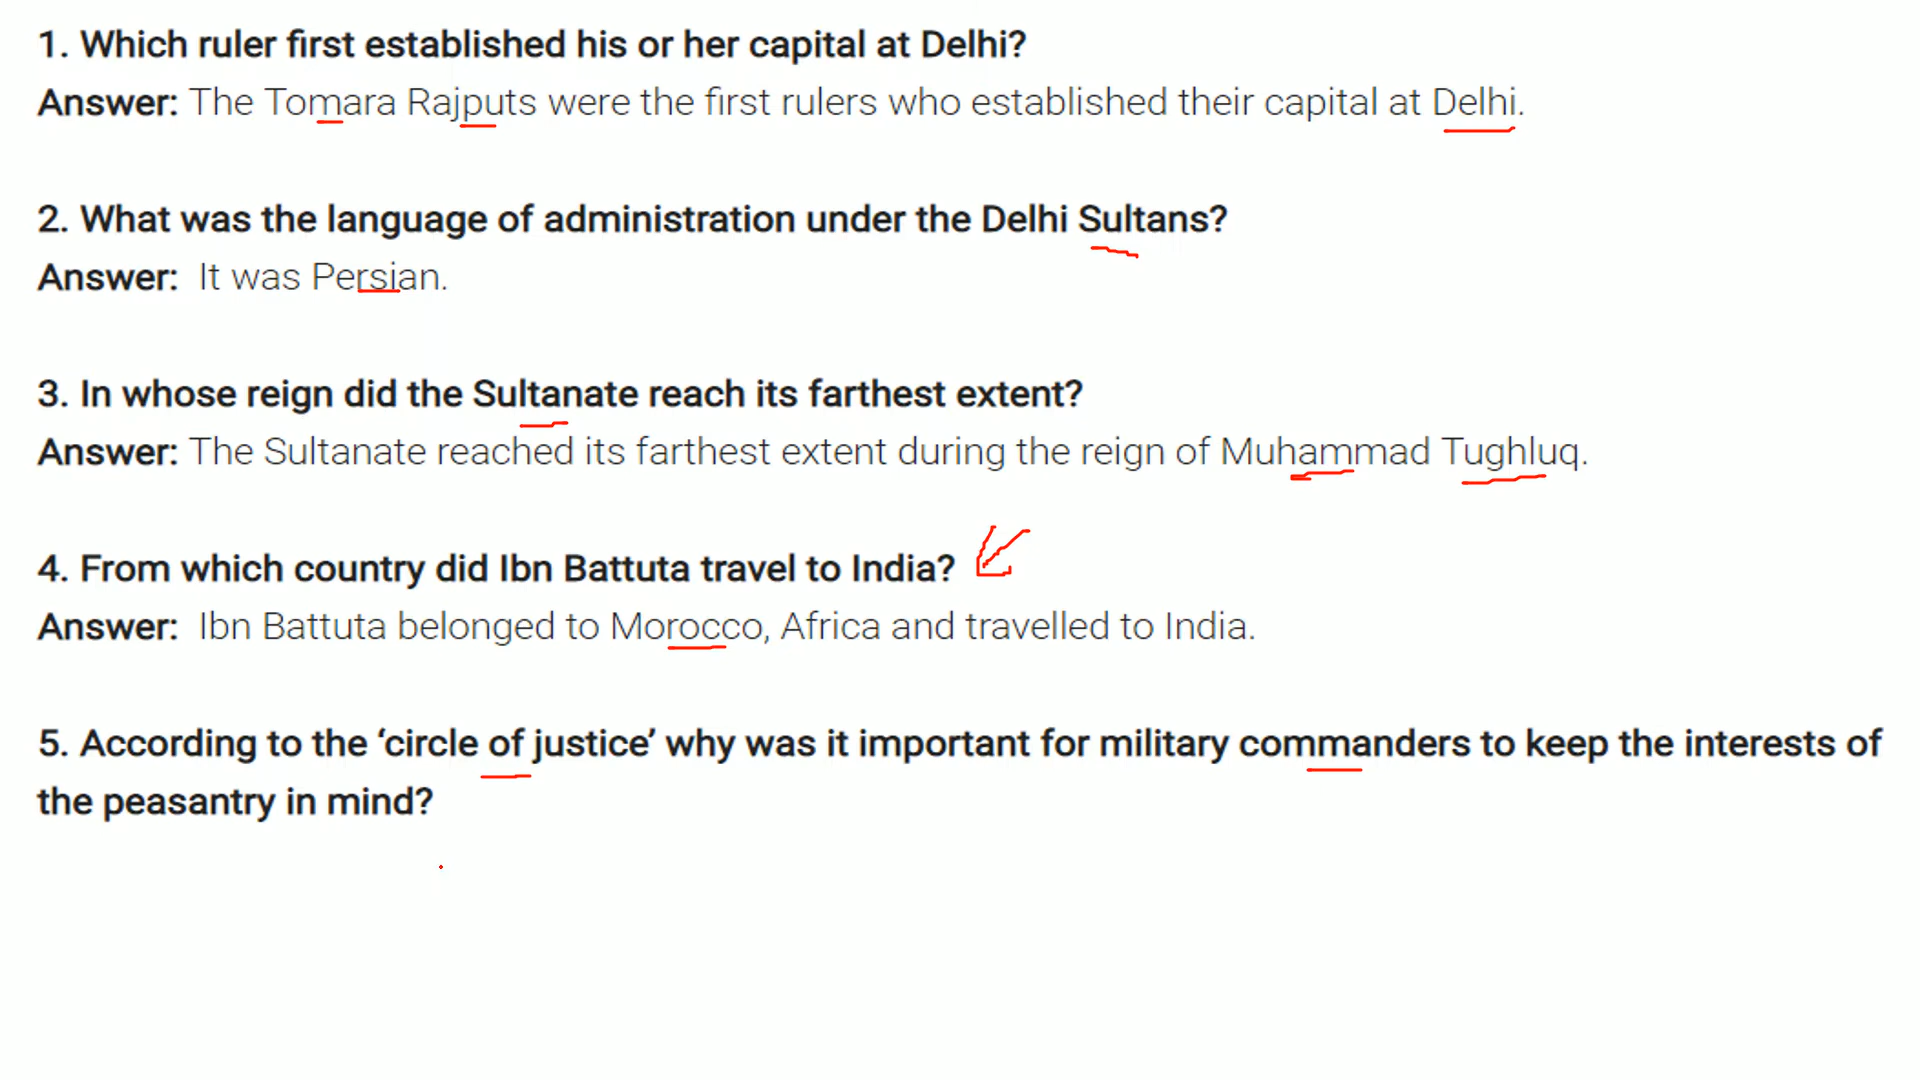 1. Which ruler first established his or her capital at Delhi?
Answer: The Tomara Rajputs were the first rulers who established their capital at Delhi.
2. What was the language of administration under the Delhi Sultans?
Answer: It was Persian.
3. In whose reign did the Sultanate reach its farthest extent?
Answer: The Sultanate reached its farthest extent during the reign of Muhammad Tughluq.
4. From which country did Ibn Battuta travel to India?
Answer: Ibn Battuta belonged to Morocco, Africa and travelled to India.
5. According to the ‘circle of justice’ why was it important for military commanders to keep the interests of
the peasantry in mind?